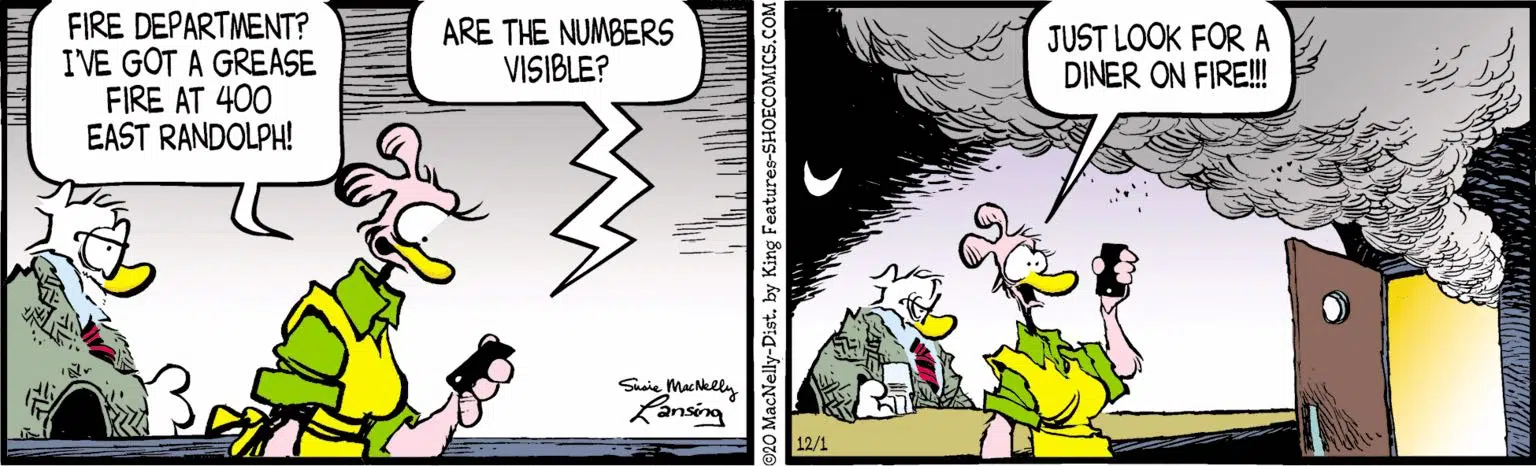 FIRE DEPARTMENT?
I'VE GOT A GREASE
FIRE AT 400
EAST RANDOLPH!
ARE THE NUMBERS
VISIBLE?
Susie MacNelly
Lansing
©20 MacNelly-Dist. by King Features-SHOECOMICS.COM
JUST LOOK FOR A
DINER ON FIRE!!!
12/1